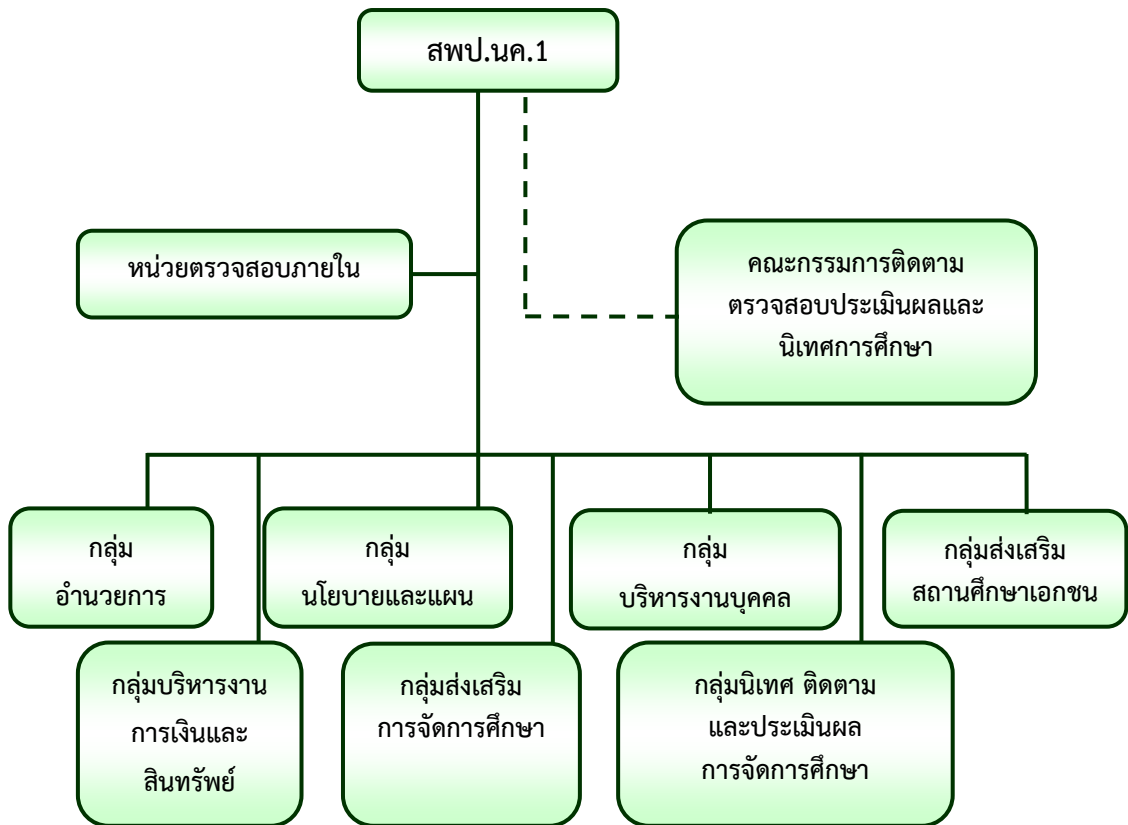 สพป.นค.1
หน่วยตรวจสอบภายใน
คณะกรรมการติดตาม
ตรวจสอบประเมินผลและ
นิเทศการศึกษา
กลุ่ม
อำนวยการ
กลุ่ม
นโยบายและแผน
กลุ่ม
บริหารงานบุคคล
กลุ่มส่งเสริม
สถานศึกษาเอกชน
กลุ่มบริหารงาน
การเงินและ
สินทรัพย์
กลุ่มส่งเสริม
การจัดการศึกษา
กลุ่มนิเทศ ติดตาม
และประเมินผล
การจัดการศึกษา